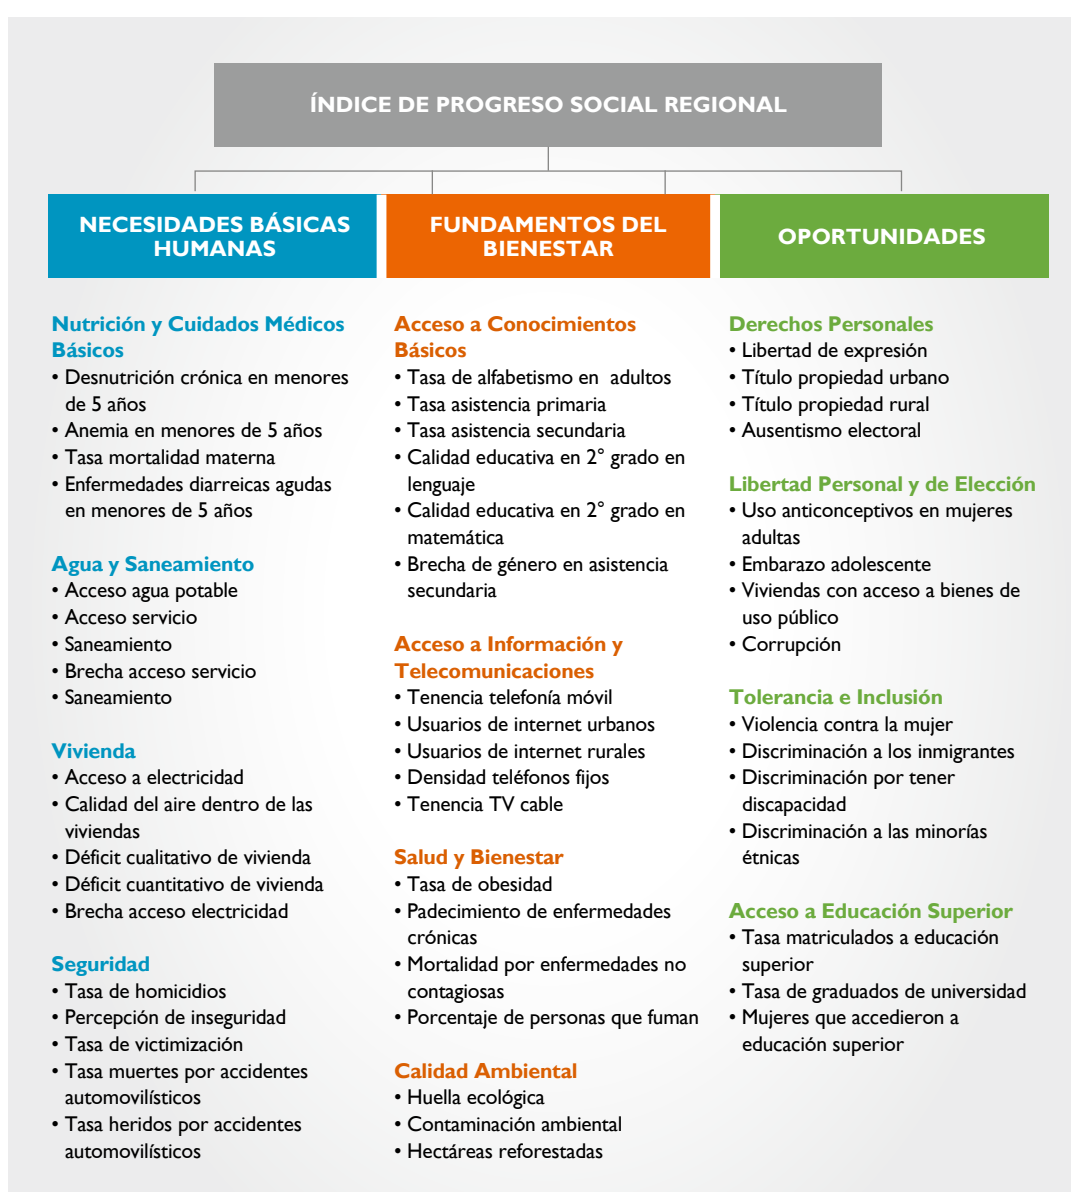 ÍNDICE DE PROGRESO SOCIAL REGIONAL
NECESIDADES BÁSICAS
HUMANAS
Nutrición y Cuidados Médicos
Básicos
• Desnutrición crónica en menores
de 5 años
• Anemia en menores de 5 años
• Tasa mortalidad materna
• Enfermedades diarreicas agudas
en menores de 5 años
Agua y Saneamiento
• Acceso agua potable
• Acceso servicio
• Saneamiento
• Brecha acceso servicio
• Saneamiento
Vivienda
• Acceso a electricidad
• Calidad del aire dentro de las
viviendas
• Déficit cualitativo de vivienda
• Déficit cuantitativo de vivienda
• Brecha acceso electricidad
Seguridad
• Tasa de homicidios
• Percepción de inseguridad
• Tasa de victimización
• Tasa muertes por accidentes
automovilísticos
• Tasa heridos por accidentes
automovilísticos
FUNDAMENTOS DEL
BIENESTAR
Acceso a Conocimientos
Básicos
• Tasa de alfabetismo en adultos
• Tasa asistencia primaria
• Tasa asistencia secundaria
• Calidad educativa en 2° grado en
lenguaje
• Calidad educativa en 2° grado en
matemática
• Brecha de género en asistencia
secundaria
Acceso a Información y
Telecomunicaciones
• Tenencia telefonía móvil
• Usuarios de internet urbanos
• Usuarios de internet rurales
• Densidad teléfonos fijos
• Tenencia TV cable
Salud y Bienestar
• Tasa de obesidad
• Padecimiento de enfermedades
crónicas
• Mortalidad por enfermedades no
contagiosas
• Porcentaje de personas que fuman
Calidad Ambiental
• Huella ecológica
• Contaminación ambiental
• Hectáreas reforestadas
OPORTUNIDADES
Derechos Personales
• Libertad de expresión
• Título propiedad urbano
• Título propiedad rural
• Ausentismo electoral
Libertad Personal y de Elección
• Uso anticonceptivos en mujeres
adultas
• Embarazo adolescente
• Viviendas con acceso a bienes de
uso público
• Corrupción
Tolerancia e Inclusión
• Violencia contra la mujer
• Discriminación a los inmigrantes
• Discriminación por tener
discapacidad
• Discriminación a las minorías
étnicas
Acceso a Educación Superior
• Tasa matriculados a educación
superior
• Tasa de graduados de universidad
• Mujeres que accedieron a
educación superior